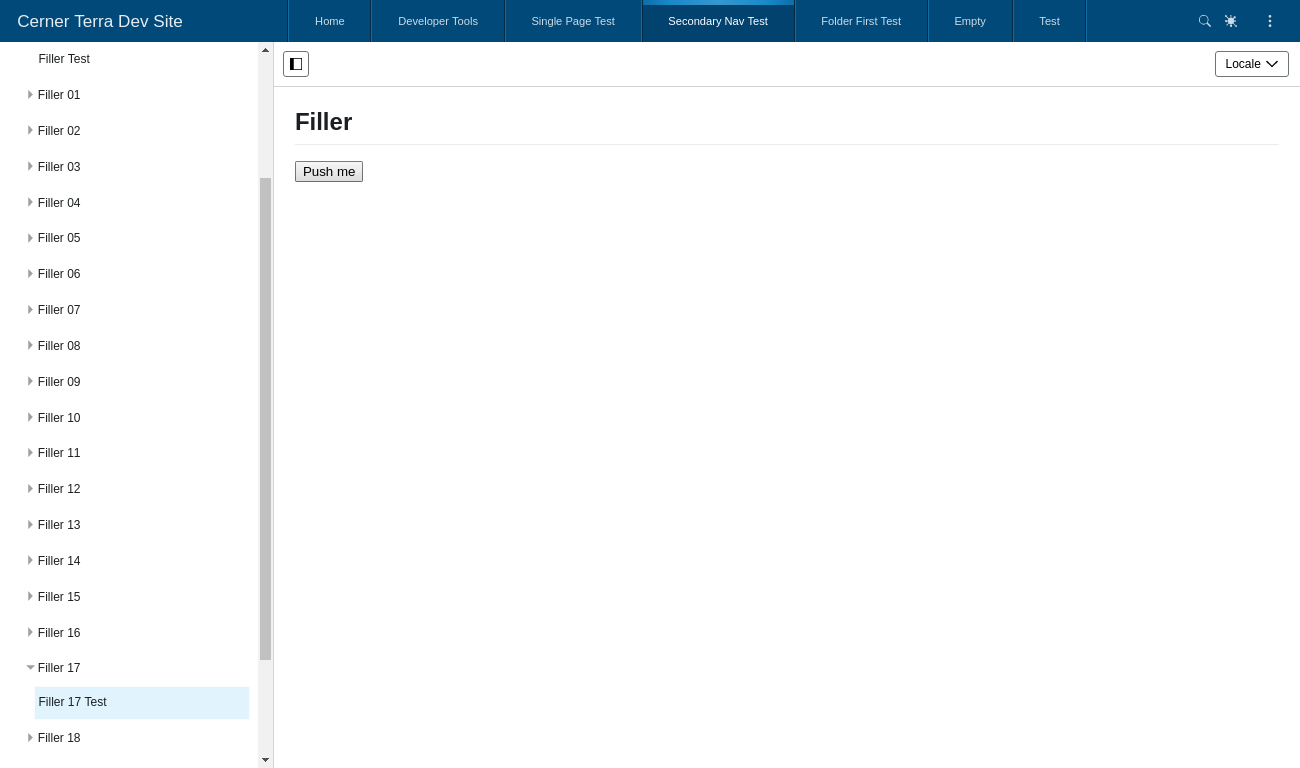 Cerner Terra Dev Site
Home
Developer Tools
Single Page Test
Secondary Nav Test
Folder First Test
Empty
Test
Filler Test
Filler 01
Filler 02
Filler 03
Filler 04
Filler 05
Filler 06
Filler 07
Filler 08
Filler 09
Filler 10
Filler 11
Filler 12
Filler 13
Filler 14
Filler 15
Filler 16
Filler 17
Filler 17 Test
Filler 18
Locale
Filler
Push me